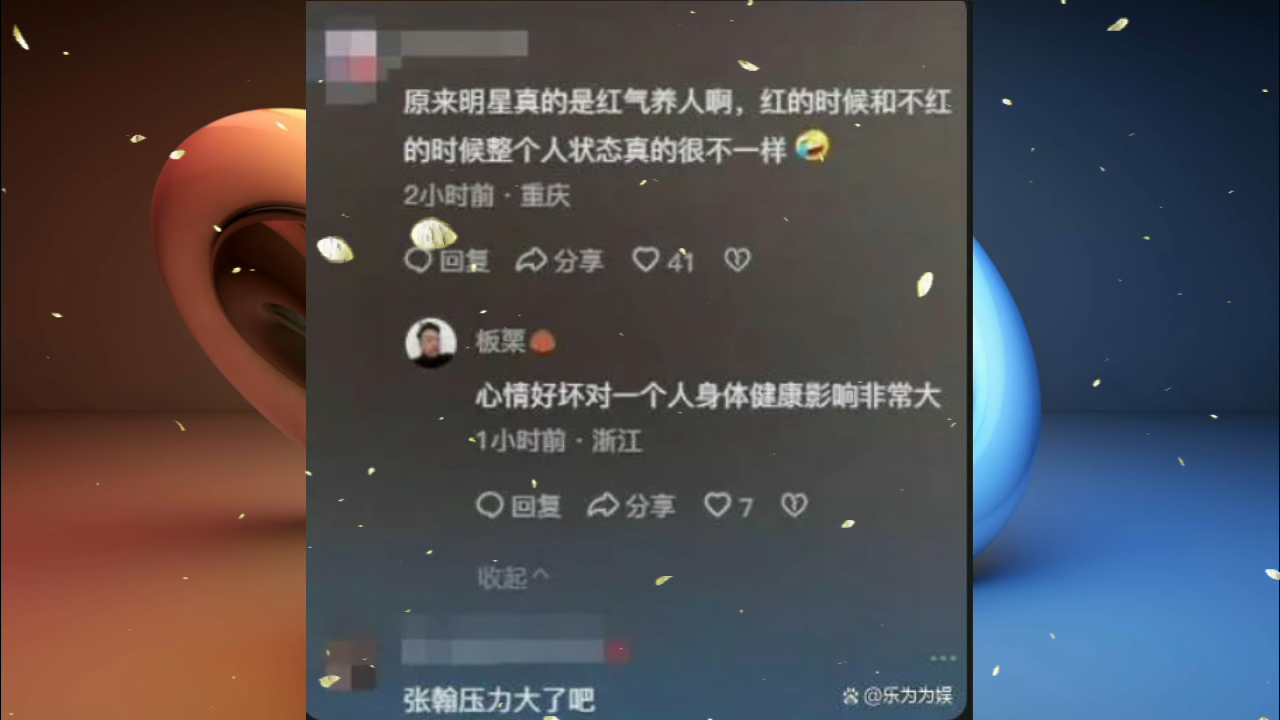 原来明星真的是红气养人啊，红的时候和不红
的时候整个人状态真的很不一样🤣
2小时前·重庆
回复 分享 41
板栗
心情好坏对一个人身体健康影响非常大
1小时前·浙江
回复 分享 7
收起^
张翰压力大了吧
@乐为为娱